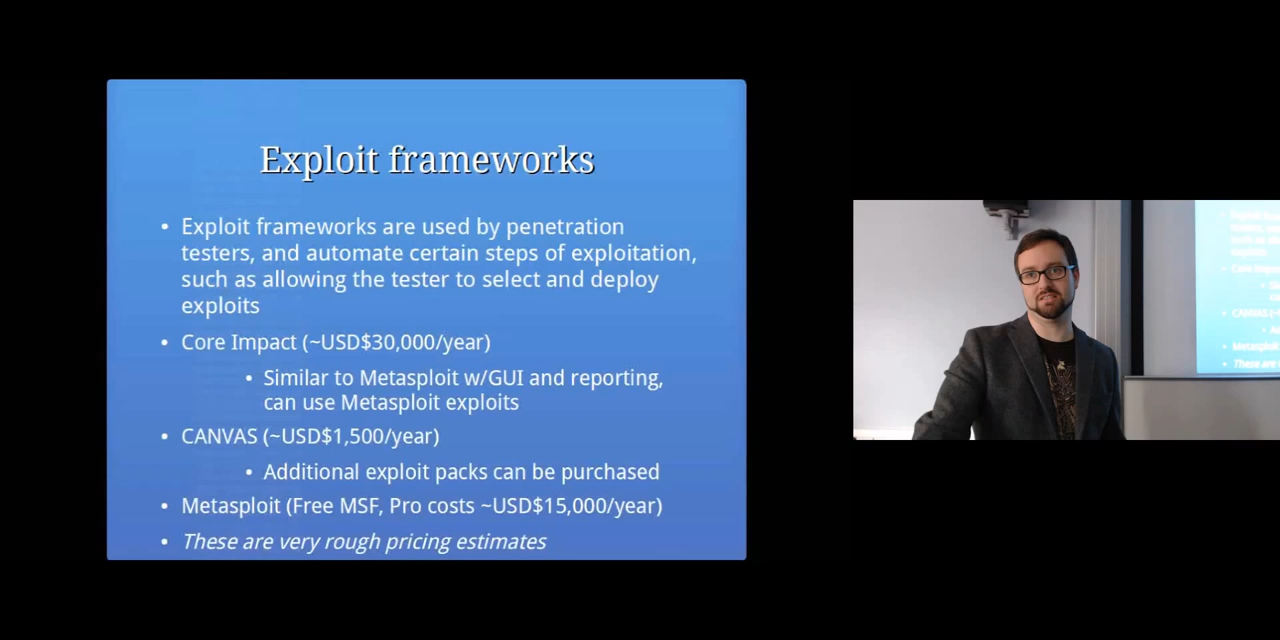 Exploit frameworks
• Exploit frameworks are used by penetration
testers, and automate certain steps of exploitation,
such as allowing the tester to select and deploy
exploits
• Core Impact (~USD$30,000/year)
• Similar to Metasploit w/GUI and reporting,
can use Metasploit exploits
• CANVAS (~USD$1,500/year)
• Additional exploit packs can be purchased
• Metasploit (Free MSF, Pro costs ~USD$15,000/year)
• These are very rough pricing estimates